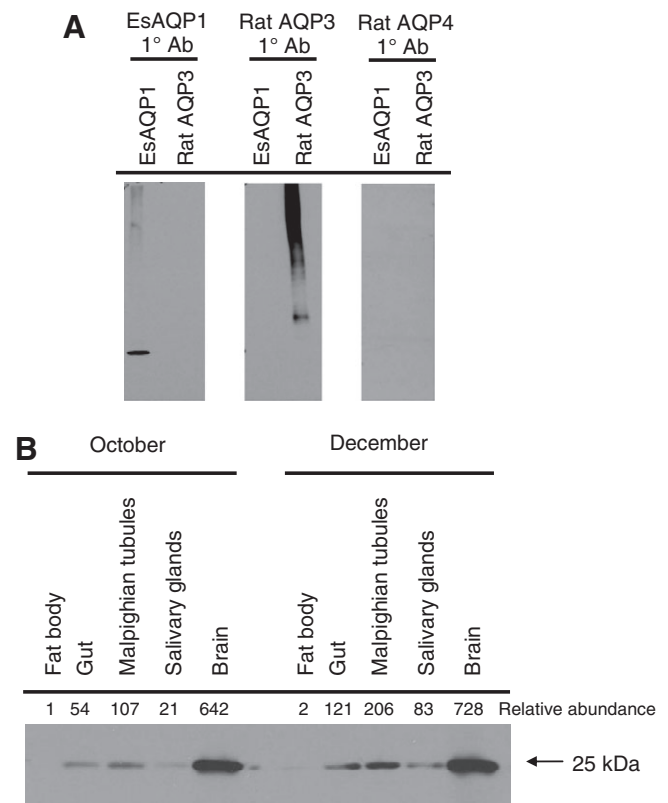 A
EsAQP1 Rat AQP3 Rat AQP4
1° Ab 1° Ab 1° Ab
EsAQP1 Rat AQP3 EsAQP1 Rat AQP3 EsAQP1 Rat AQP3
B
October December
Fat body Gut Malpighian tubules Salivary glands Brain Fat body Gut Malpighian tubules Salivary glands Brain
1 54 107 21 642 2 121 206 83 728 Relative abundance
25 kDa